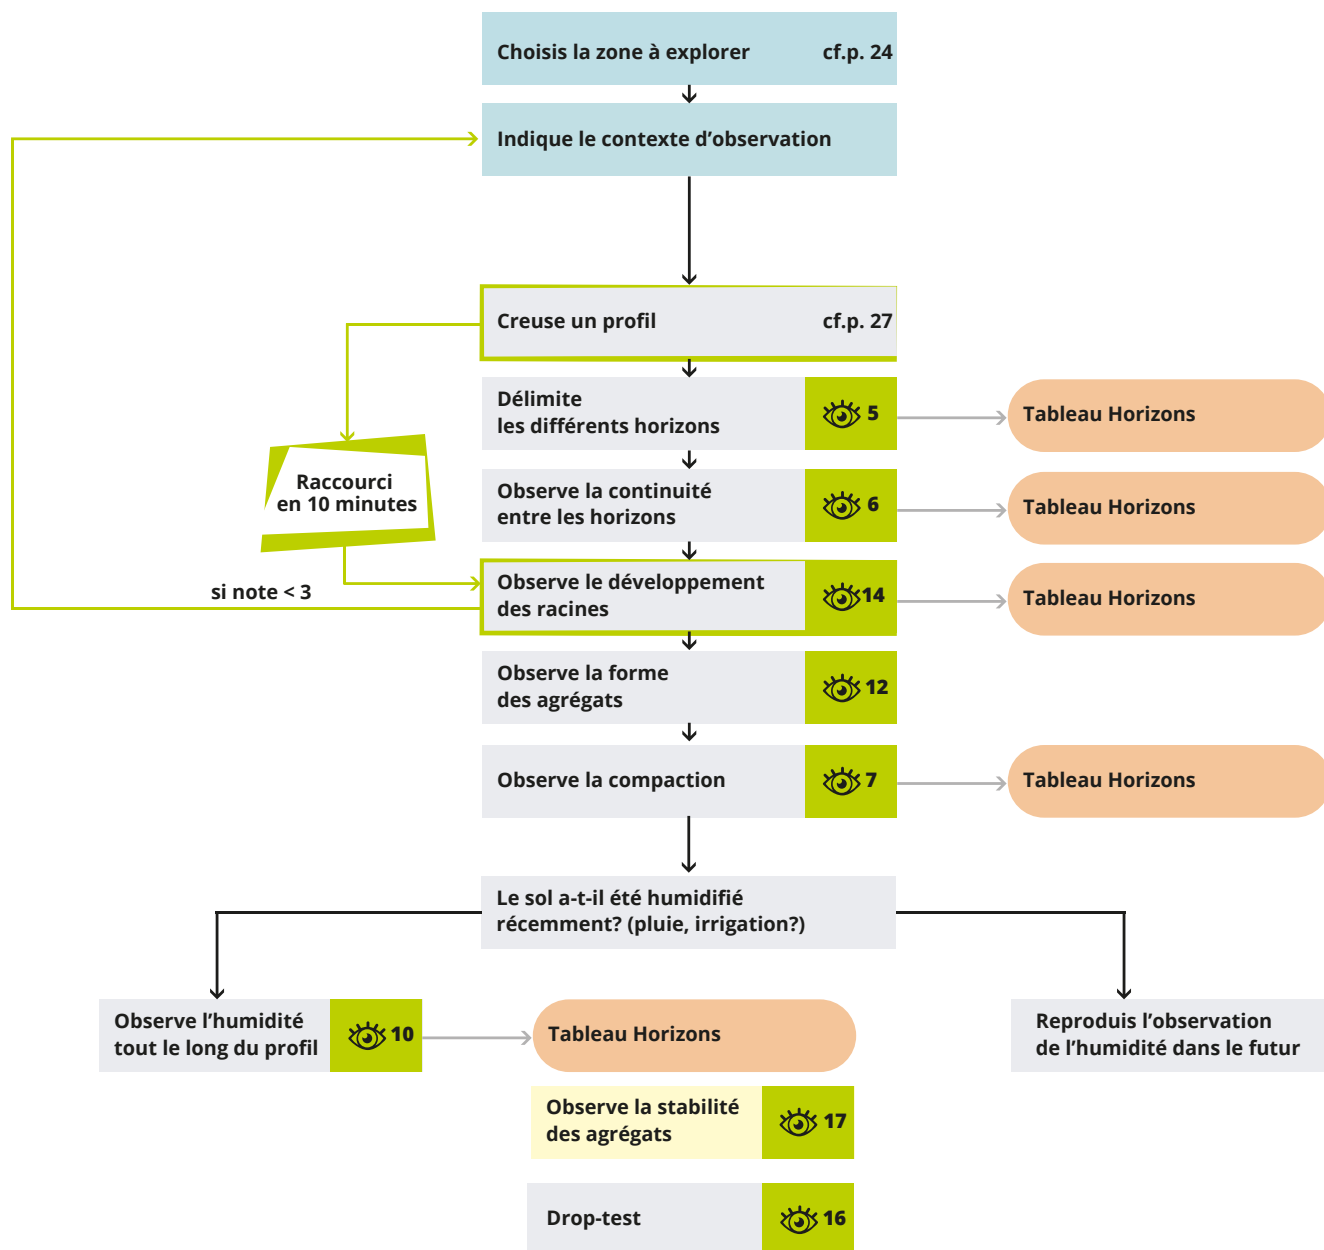 Choisis la zone à explorer cf.p. 24
Indique le contexte d'observation
Creuse un profil cf.p. 27
Délimite
les différents horizons
5
Tableau Horizons
Raccourci
en 10 minutes
Observe la continuité
entre les horizons
6
Tableau Horizons
si note < 3
Observe le développement
des racines
14
Tableau Horizons
Observe la forme
des agrégats
12
Observe la compaction
7
Tableau Horizons
Le sol a-t-il été humidifié
récemment? (pluie, irrigation?)
Observe l'humidité
tout le long du profil
10
Tableau Horizons
Reproduis l'observation
de l'humidité dans le futur
Observe la stabilité
des agrégats
17
Drop-test
16